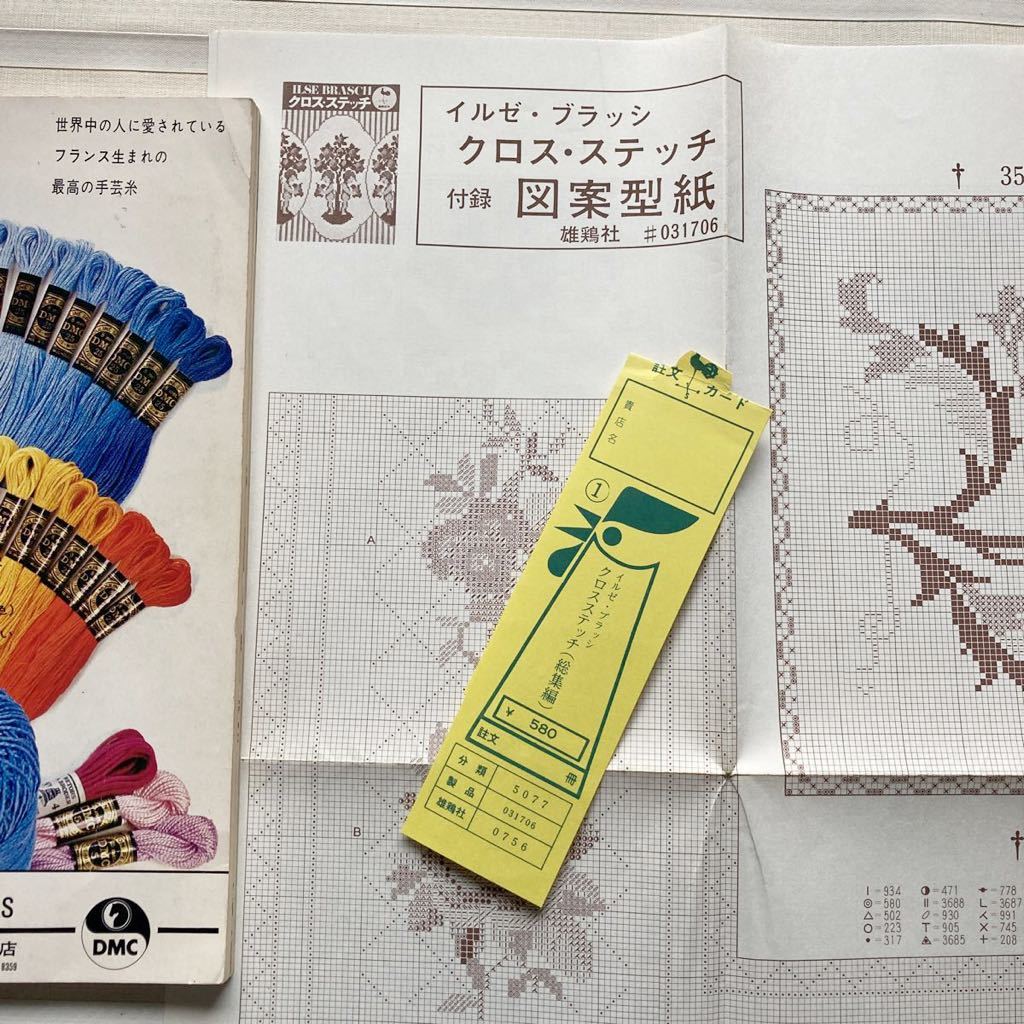 世界中の人に愛されている
フランス生まれの
最高の手芸糸
S
店
8359
DMC
ILSE BRASCH
クロス・ステッチ
イルゼ・ブラッシ
クロス・ステッチ
付録 図案型紙
雄鶏社 #031706
† 35
A
B
註文カード
貴店名
①
イルゼ・ブラッシ
クロスステッチ(総集編)
¥ 580
註文 冊
分類 5077
製品 031706
雄鶏社 0756
†
I=934 ◑=471 =778
◎=580 II=3688 L=3687
△=502 =930 =991
○=223 T=905 ×=745
•=317 =3685 +=208